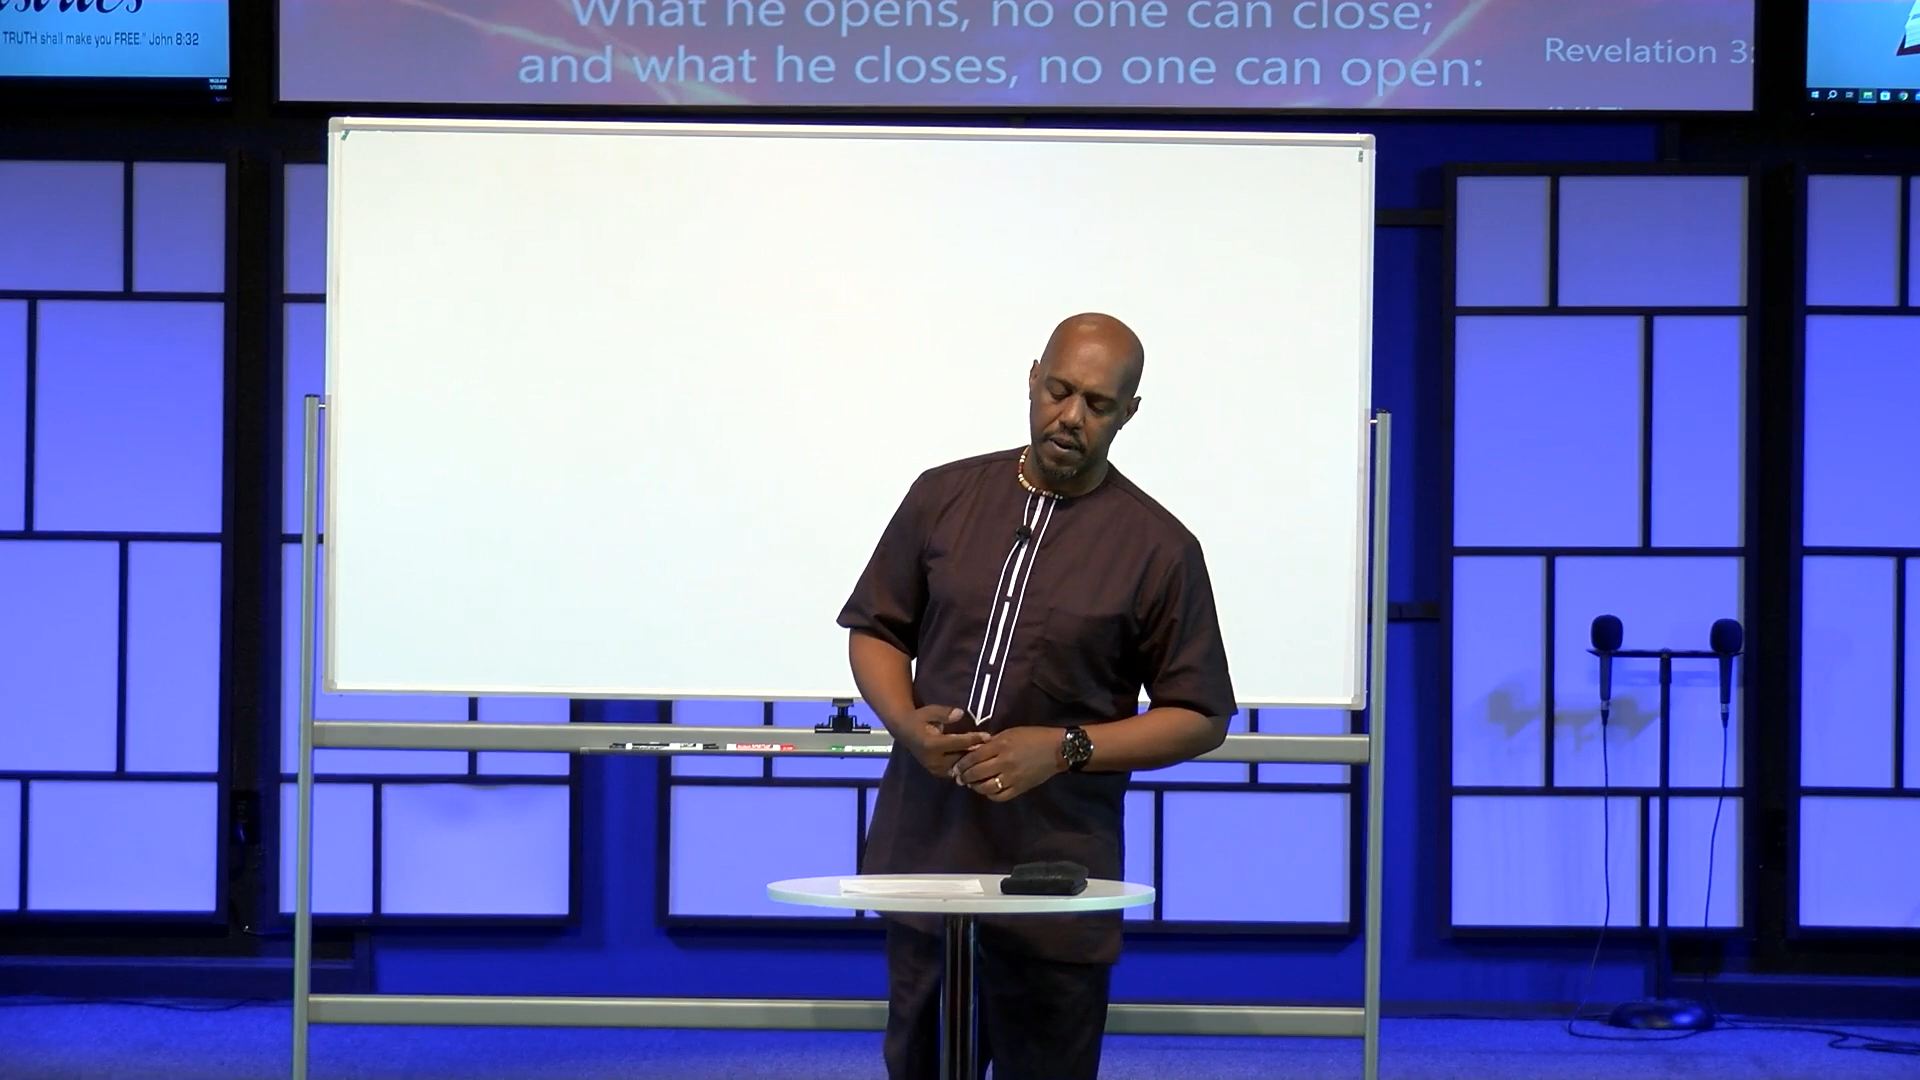 TRUTH shall make you FREE." John 8:32
What he opens, no one can close;
and what he closes, no one can open:
Revelation 3: